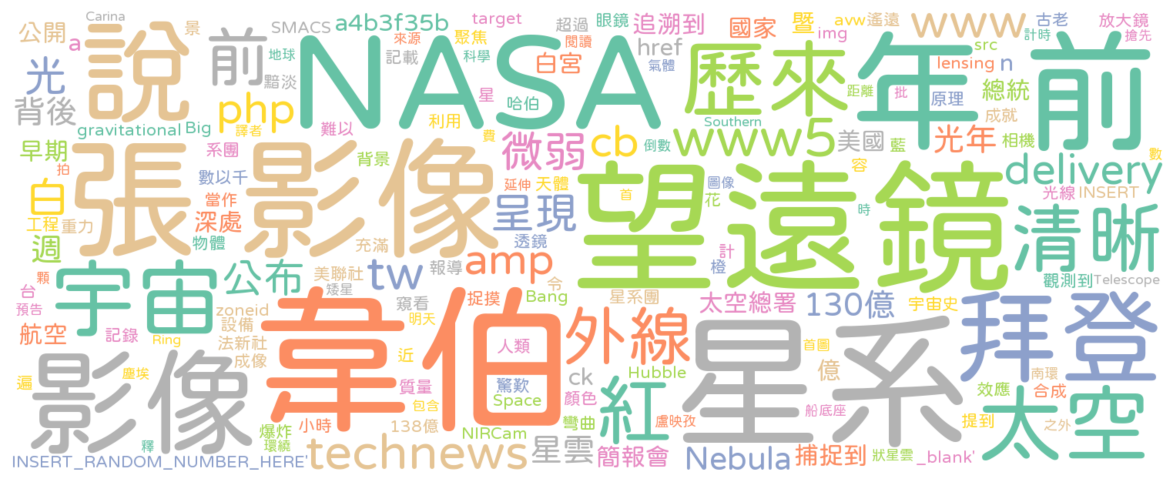 Carina
公開
a
說
景
前
SMACS
a4b3f35b
target
聚焦
NASA
來源
閱讀
地球
記載
黯淡
科學
白宮
超過
眼鏡
追溯到
href
國家
暨
img
avw
遙遠
www
古老
計時
放大鏡
搶先
光
背後
php
星
哈伯
氣體
歷來
年前
src
lensing
n
距離
批
原理
總統
成就
gravitational
Big
譯者
難以
利用
費
微弱
cb
Southern
倒數
www5
美國
藍
光年
相機
數
早期
拍
系團
數以千
背景
延伸
天體
首
圖像
花
容
時
光線
INSERT
delivery
白
工程
重力
當作
深處
物體
張
影像
呈現
望遠鏡
清晰
週
充滿
透鏡
計
橙
觀測到
Telescope
宇宙
公布
美聯社
矮星
tw
報導
amp
令
星系團
太空總署
130億
宇宙史
顆
台
預告
zoneid
設備
窺看
捉摸
Bang
航空
記錄
Ring
法新社
成像
韋伯
明天
人類
外線
星系
首圖
拜登
影像
遍
塵埃
近
質量
包含
驚歎
Space
ck
顏色
Hubble
億
南環
效應
合成
太空
小時
138億
NIRCam
彎曲
紅
盧映孜
船底座
提到
之外
爆炸
環繞
釋
INSERT_RANDOM_NUMBER_HERE'
technews
星雲
簡報會
Nebula
捕捉到
狀星雲
_blank'